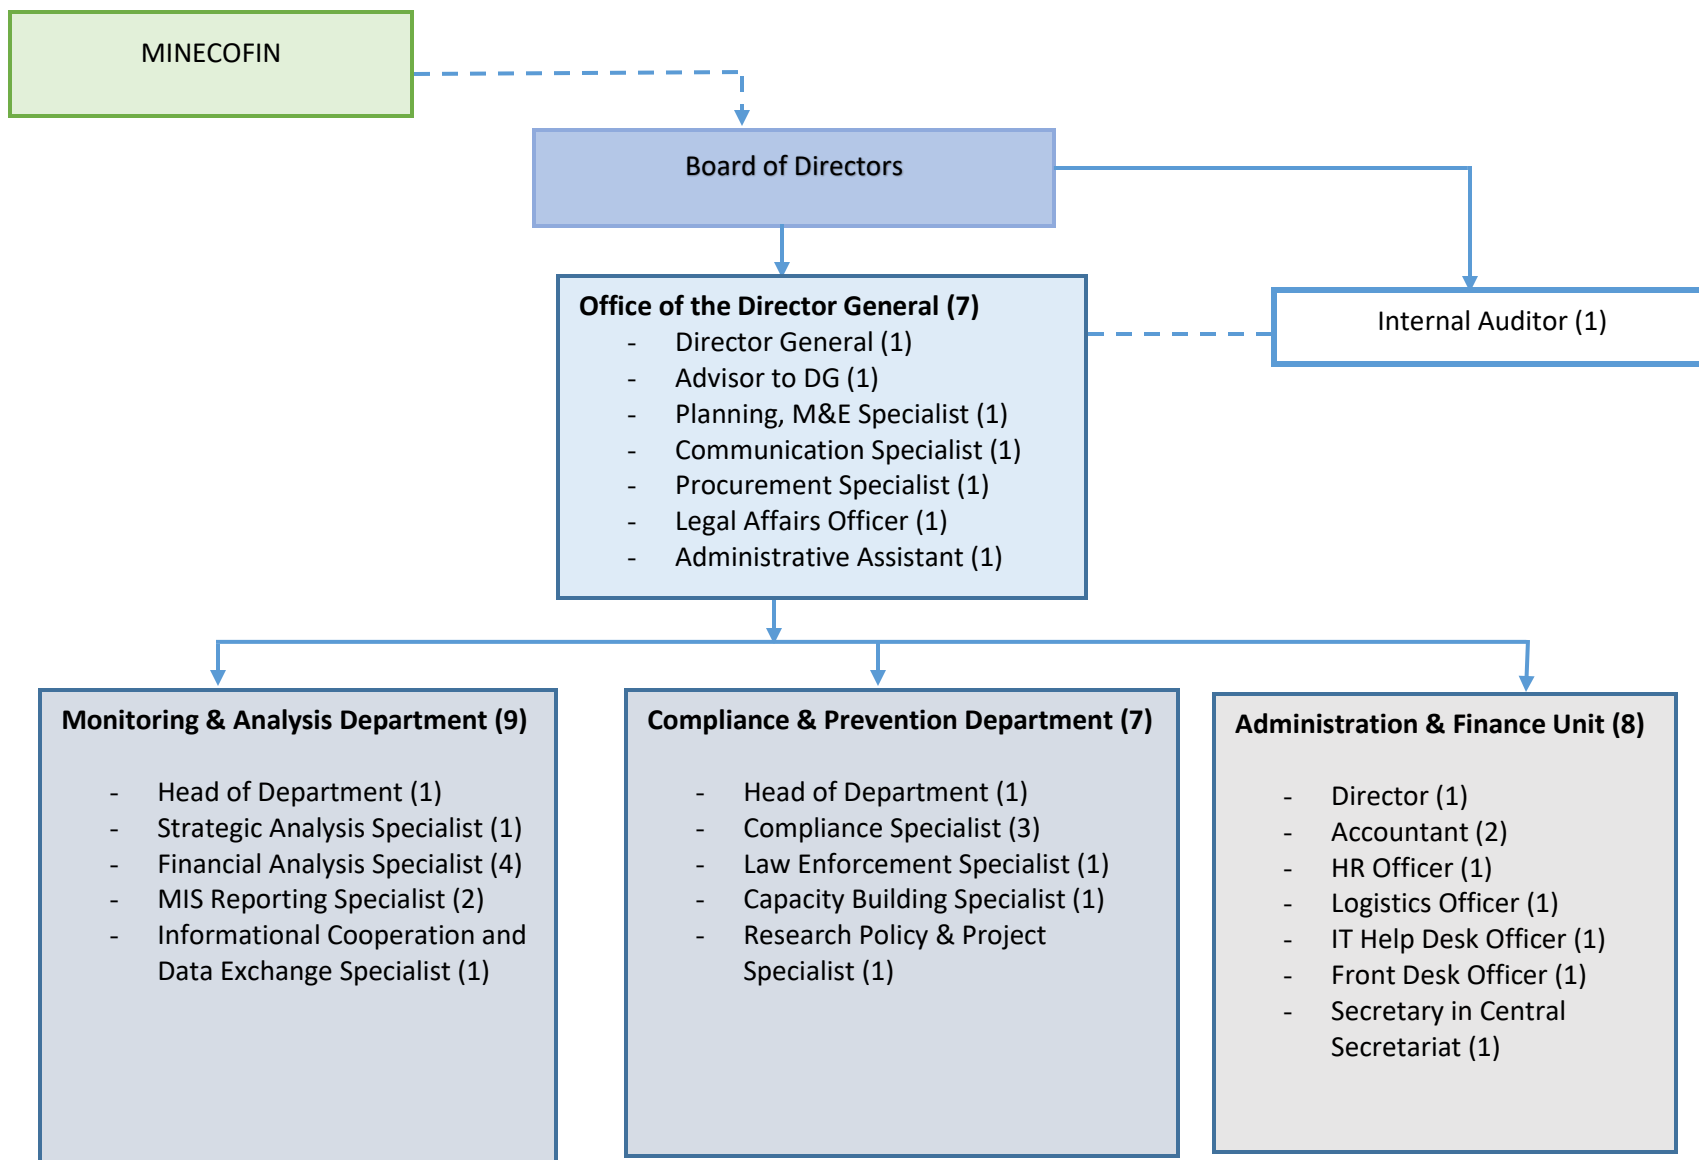 MINECOFIN
Board of Directors
Office of the Director General (7)
- Director General (1)
- Advisor to DG (1)
- Planning, M&E Specialist (1)
- Communication Specialist (1)
- Procurement Specialist (1)
- Legal Affairs Officer (1)
- Administrative Assistant (1)
Internal Auditor (1)
Monitoring & Analysis Department (9)
- Head of Department (1)
- Strategic Analysis Specialist (1)
- Financial Analysis Specialist (4)
- MIS Reporting Specialist (2)
- Informational Cooperation and
Data Exchange Specialist (1)
Compliance & Prevention Department (7)
- Head of Department (1)
- Compliance Specialist (3)
- Law Enforcement Specialist (1)
- Capacity Building Specialist (1)
- Research Policy & Project
Specialist (1)
Administration & Finance Unit (8)
- Director (1)
- Accountant (2)
- HR Officer (1)
- Logistics Officer (1)
- IT Help Desk Officer (1)
- Front Desk Officer (1)
- Secretary in Central
Secretariat (1)